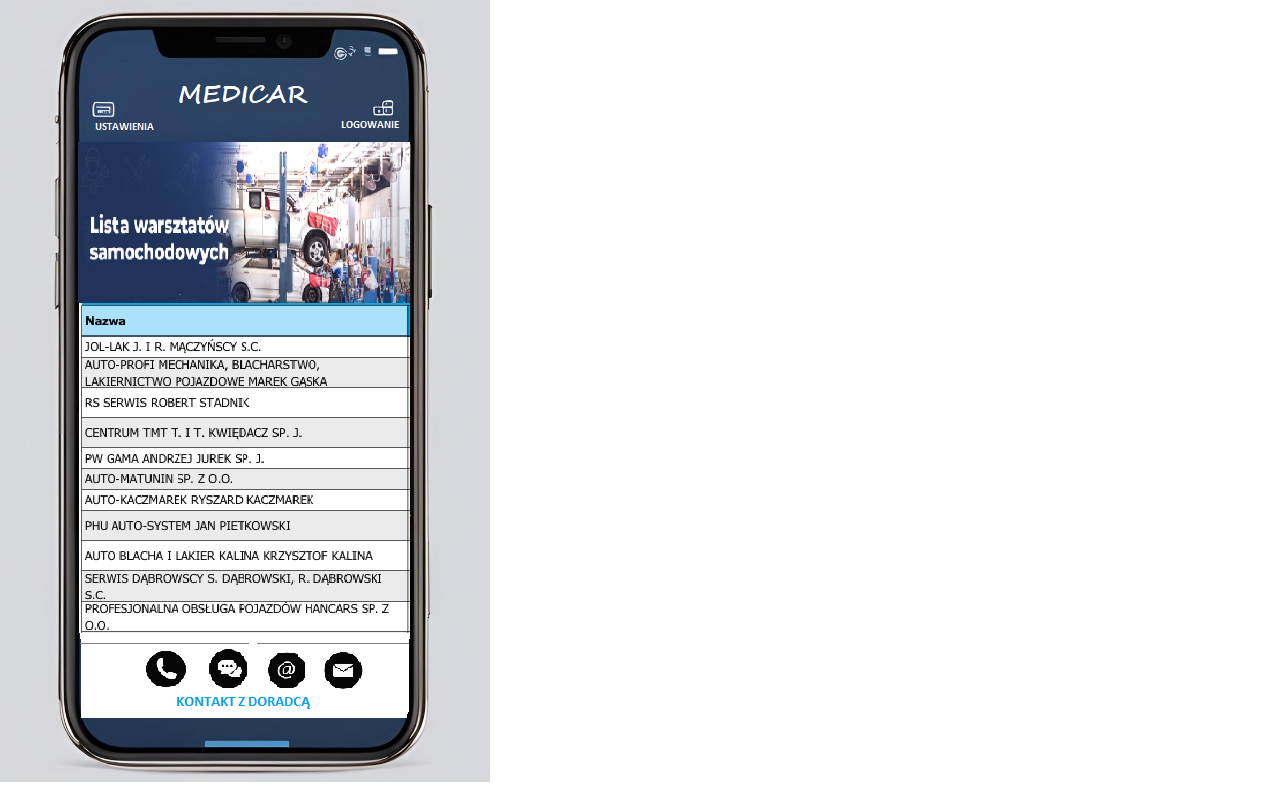 MEDICAR
USTAWIENIA
LOGOWANIE
Lista warsztatów
samochodowych
Nazwa
JOL-LAK J. I R. MĄCZYŃSCY S.C.
AUTO-PROFI MECHANIKA, BLACHARSTWO,
LAKIERNICTWO POJAZDOWE MAREK GĄSKA
RS SERWIS ROBERT STADNIK
CENTRUM TMT T. I T. KWIĘDACZ SP. J.
PW GAMA ANDRZEJ JUREK SP. J.
AUTO-MATUNIN SP. Z O.O.
AUTO-KACZMAREK RYSZARD KACZMAREK
PHU AUTO-SYSTEM JAN PIETKOWSKI
AUTO BLACHA I LAKIER KALINA KRZYSZTOF KALINA
SERWIS DĄBROWSCY S. DĄBROWSKI, R. DĄBROWSKI
S.C.
PROFESJONALNA OBSŁUGA POJAZDÓW HANCARS SP. Z
O.O.
@
KONTAKT Z DORADCĄ